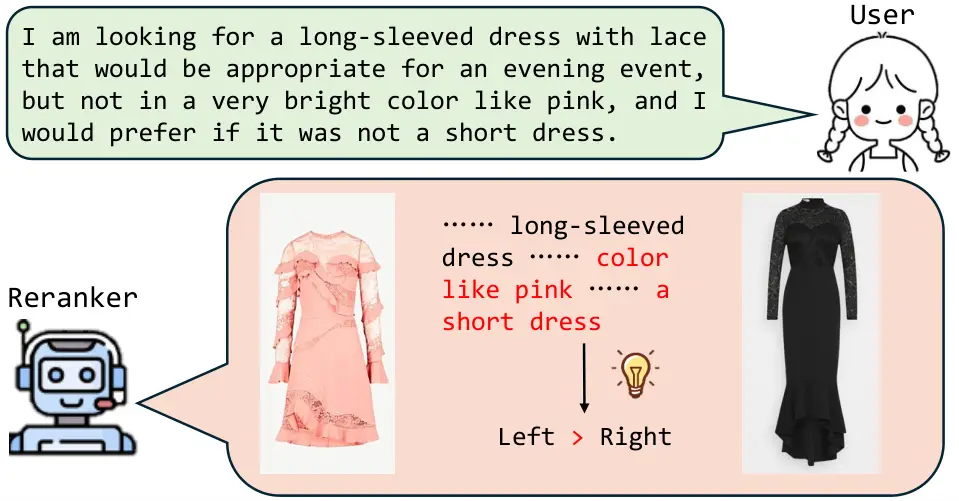 User
I am looking for a long-sleeved dress with lace
that would be appropriate for an evening event,
but not in a very bright color like pink, and I
would prefer if it was not a short dress.
Reranker
…… long-sleeved
dress …… color
like pink …… a
short dress
Left > Right